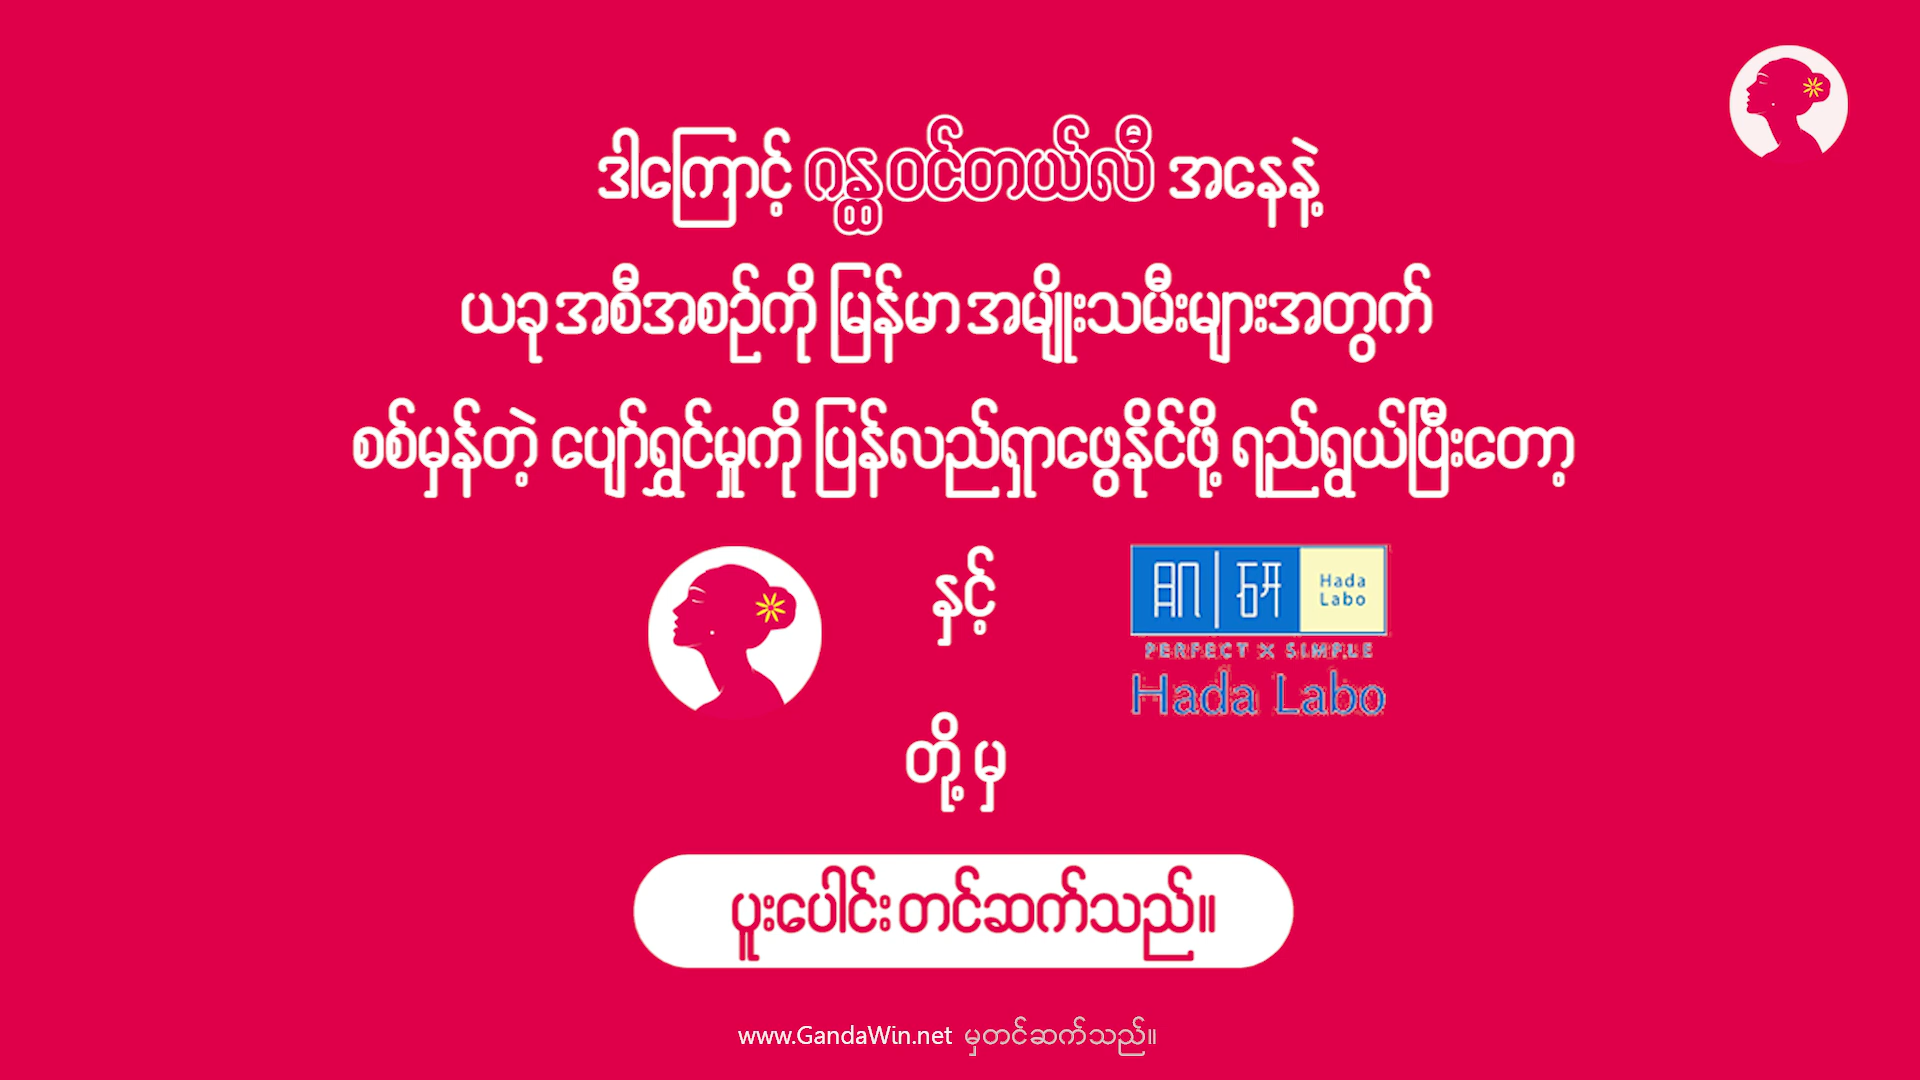 ဒါကြောင့် ဂန္ထဝင်တယ်လီ အနေနဲ့
ယခုအစီအစဉ်ကို မြန်မာအမျိုးသမီးများအတွက်
စစ်မှန်တဲ့ ပျော်ရွှင်မှုကို ပြန်လည်ရှာဖွေနိုင်ဖို့ ရည်ရွယ်ပြီးတော့
နှင့်
肌研
Hada
Labo
PERFECT X SIMPLE
Hada Labo
တို့မှ
ပူးပေါင်းတင်ဆက်သည်။
www.GandaWin.net မှတင်ဆက်သည်။